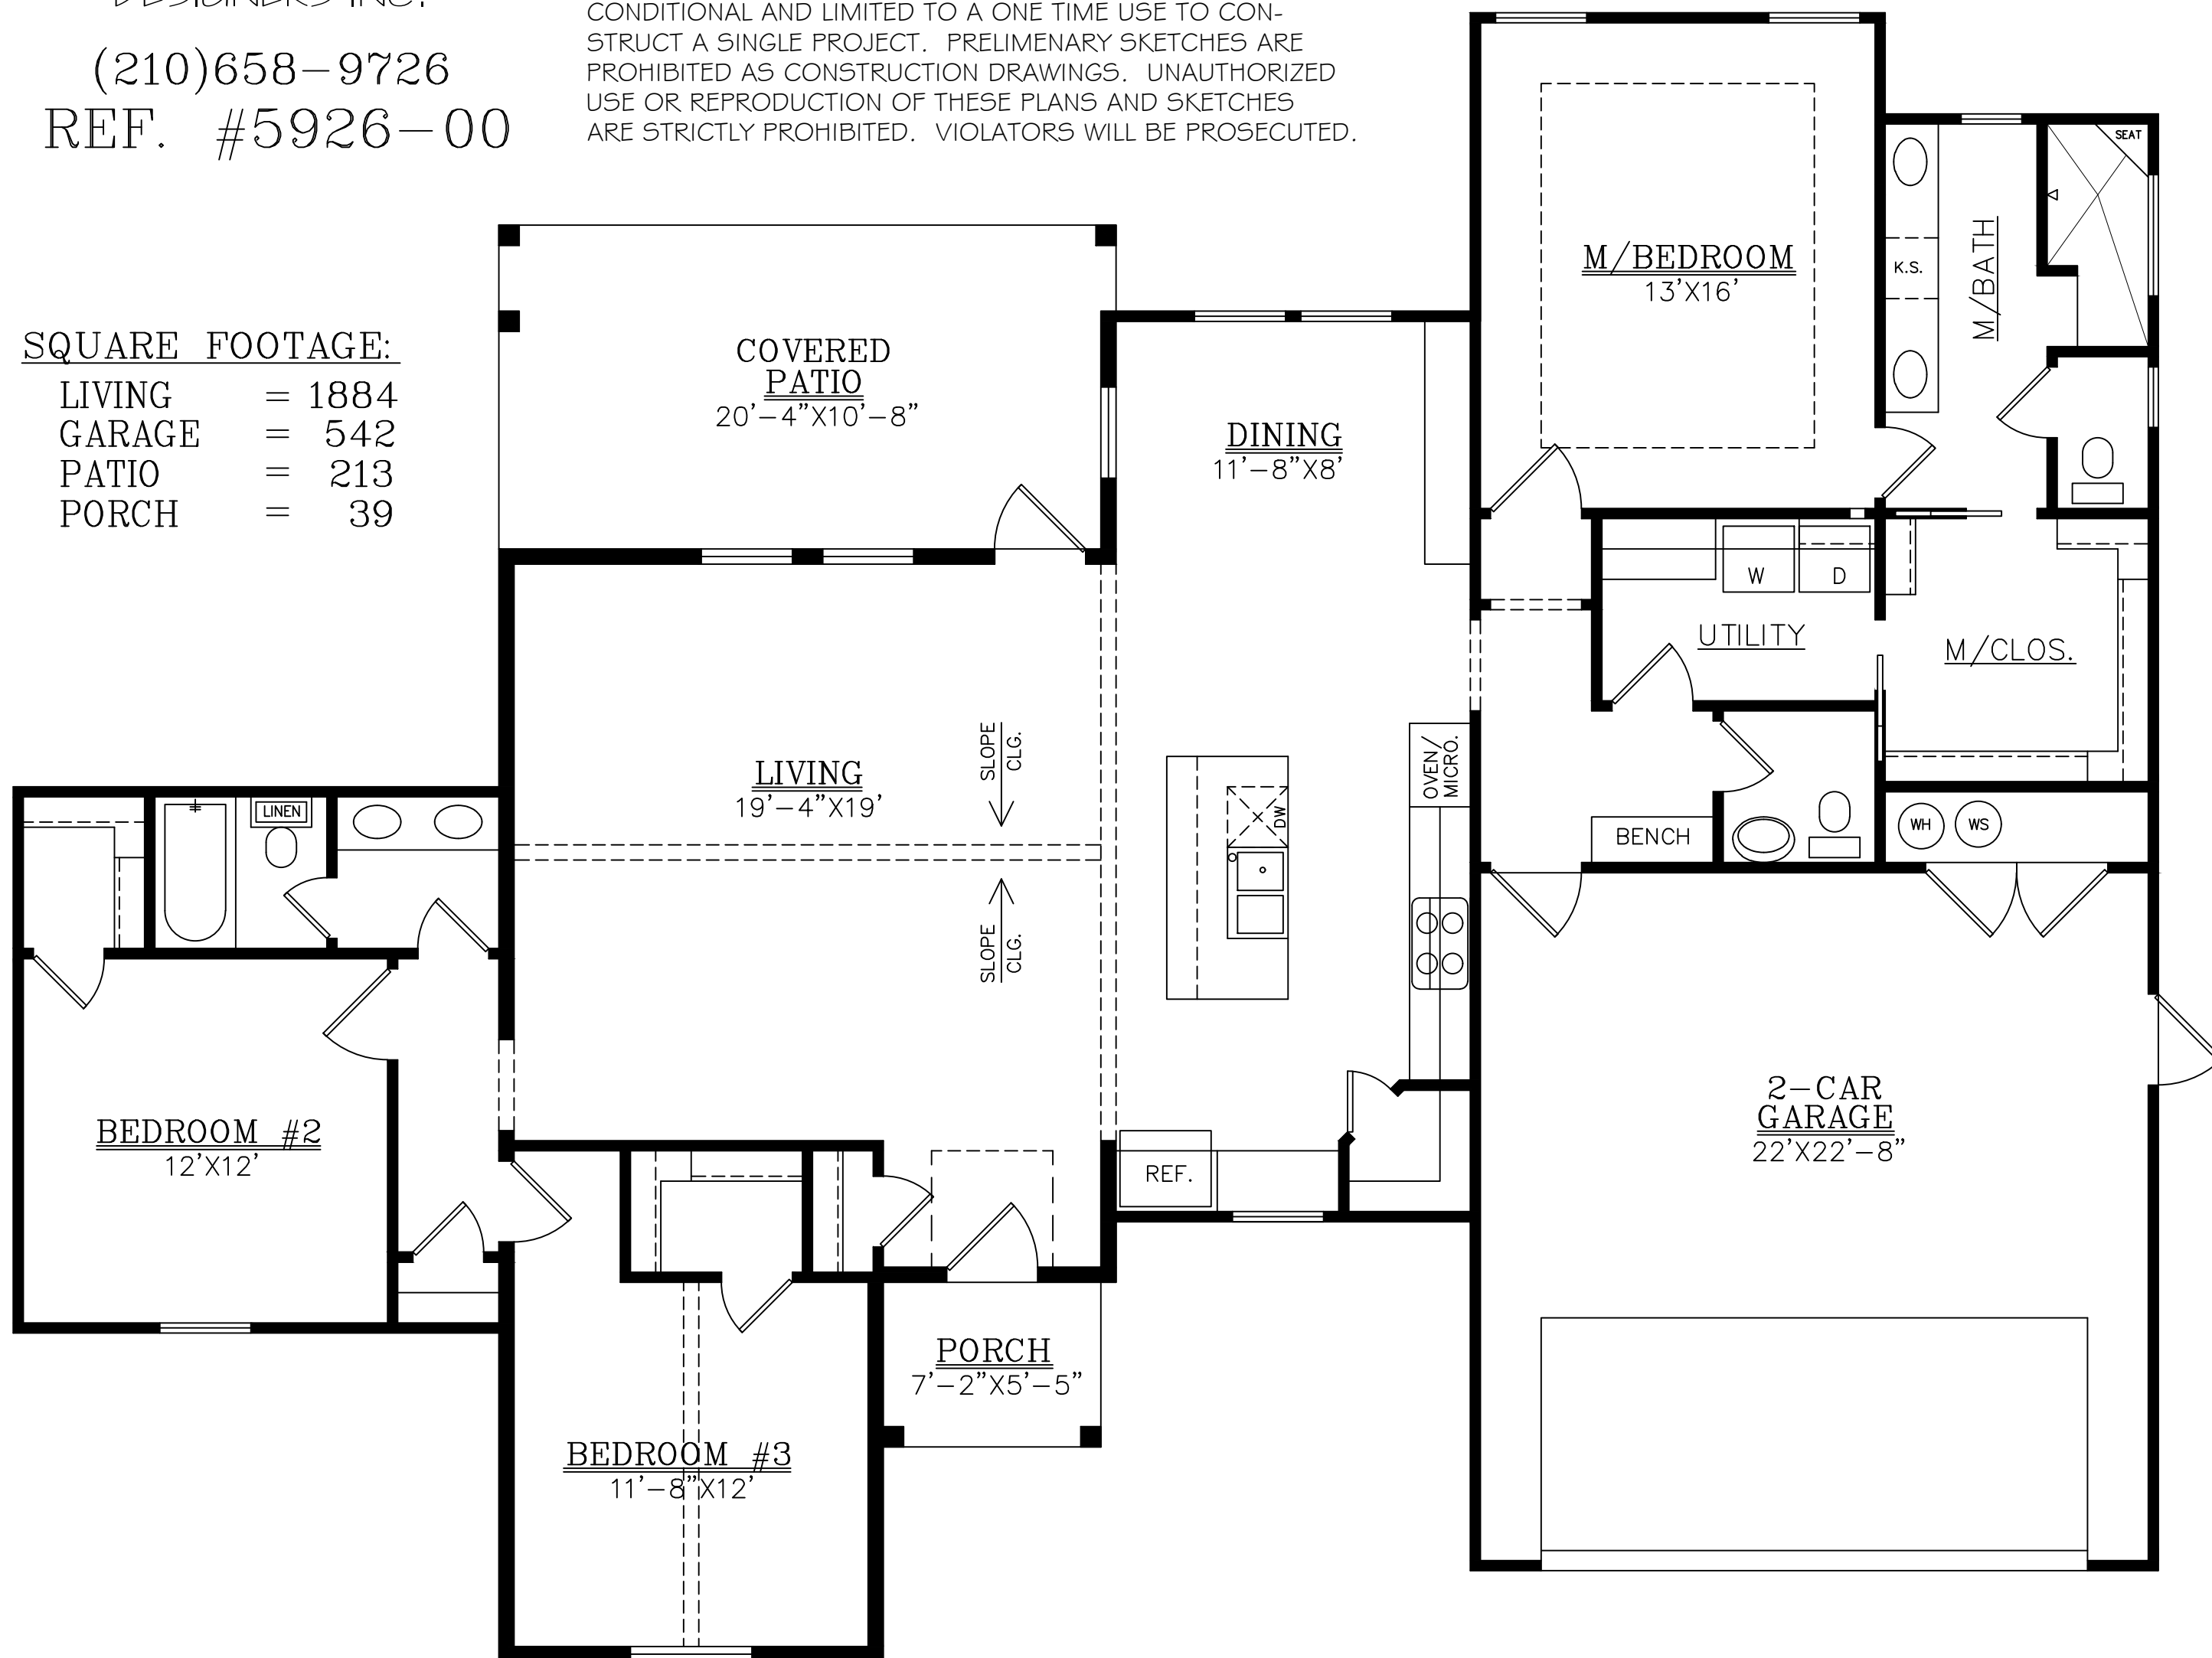 (210)658-9726
REF. #5926-00
CONDITIONAL AND LIMITED TO A ONE TIME USE TO CON-
STRUCT A SINGLE PROJECT. PRELIMENARY SKETCHES ARE
PROHIBITED AS CONSTRUCTION DRAWINGS. UNAUTHORIZED
USE OR REPRODUCTION OF THESE PLANS AND SKETCHES
ARE STRICTLY PROHIBITED. VIOLATORS WILL BE PROSECUTED.
SQUARE FOOTAGE:
LIVING = 1884
GARAGE = 542
PATIO = 213
PORCH = 39
COVERED
PATIO
20'-4"X10'-8"
DINING
11'-8"X8'
M/BEDROOM
13'X16'
SEAT
K.S.
M/BATH
W
D
UTILITY
M/CLOS.
LIVING
19'-4"X19'
SLOPE
CLG.
SLOPE
CLG.
DW
OVEN/
MICRO.
BENCH
WH
WS
LINEN
BEDROOM #2
12'X12'
REF.
2-CAR
GARAGE
22'X22'-8"
PORCH
7'-2"X5'-5"
BEDROOM #3
11'-8"X12'